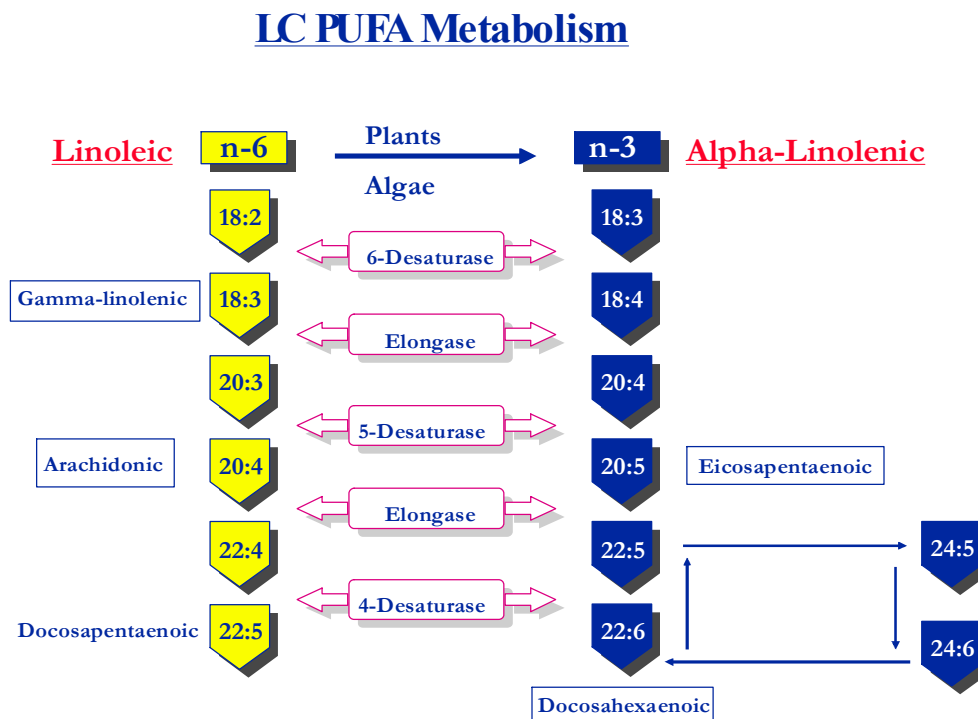 LC PUFA Metabolism
Linoleic
n-6
Plants
Algae
n-3
Alpha-Linolenic
18:2
18:3
6-Desaturase
Gamma-linolenic
18:3
18:4
Elongase
20:3
20:4
5-Desaturase
Arachidonic
20:4
20:5
Eicosapentaenoic
Elongase
22:4
22:5
24:5
4-Desaturase
Docosapentaenoic
22:5
22:6
24:6
Docosahexaenoic